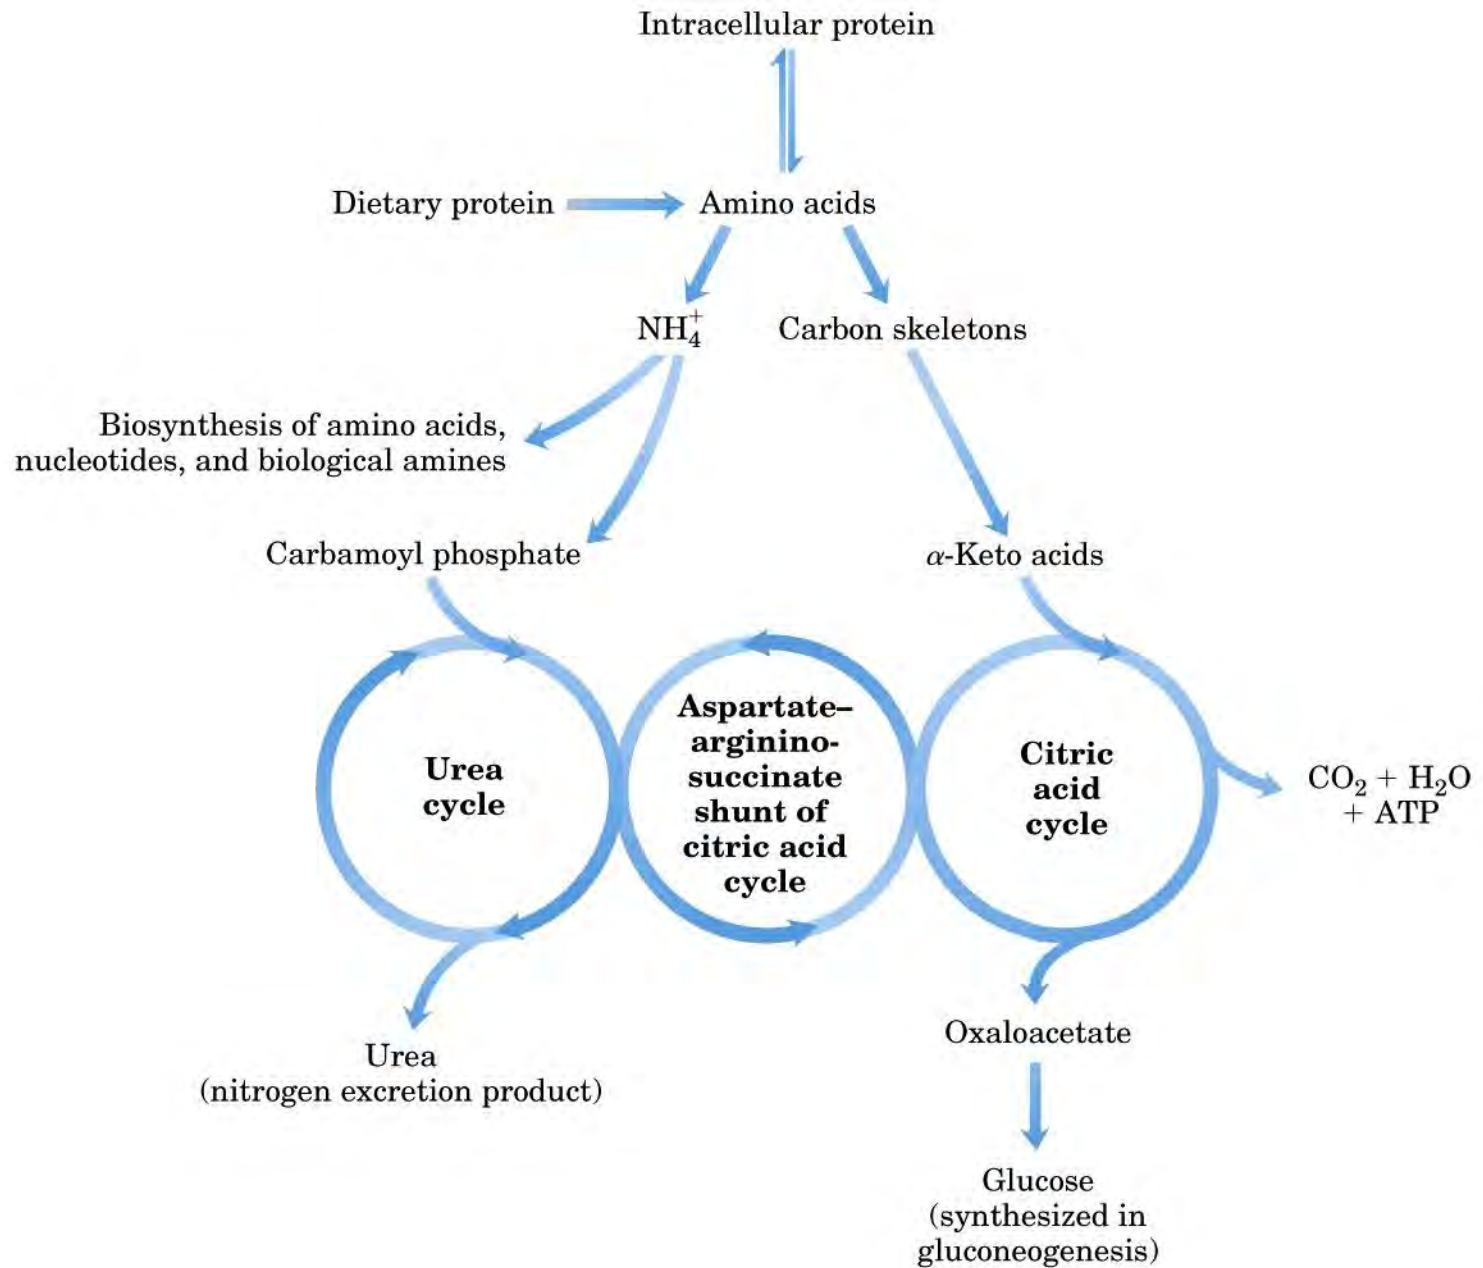 Intracellular protein
Dietary protein
Amino acids
NH₄⁺
Carbon skeletons
Biosynthesis of amino acids,
nucleotides, and biological amines
Carbamoyl phosphate
α-Keto acids
Urea
cycle
Aspartate–
arginino-
succinate
shunt of
citric acid
cycle
Citric
acid
cycle
CO₂ + H₂O
+ ATP
Urea
(nitrogen excretion product)
Oxaloacetate
Glucose
(synthesized in
gluconeogenesis)